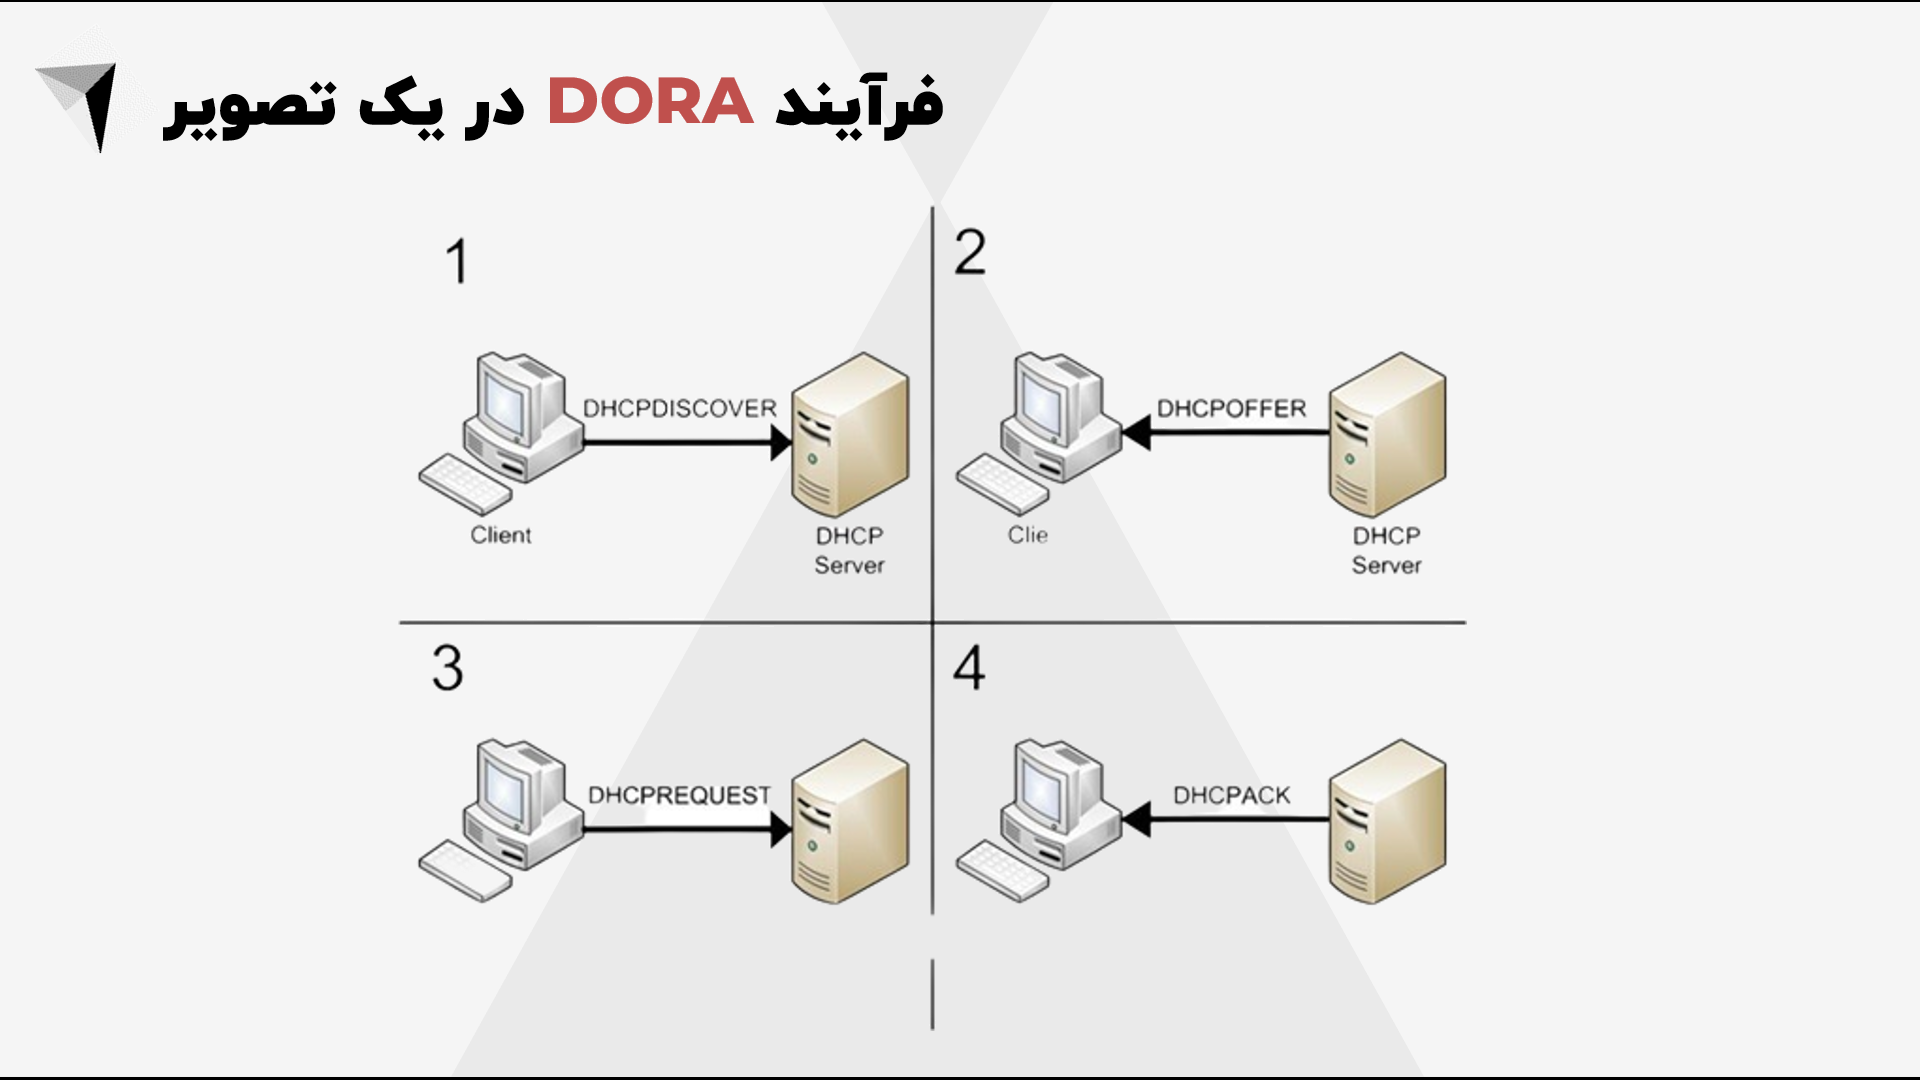 فرآیند DORA در یک تصویر
1
DHCPDISCOVER
Client
DHCP
Server
2
DHCPOFFER
Clie
DHCP
Server
3
DHCPREQUEST
4
DHCPACK